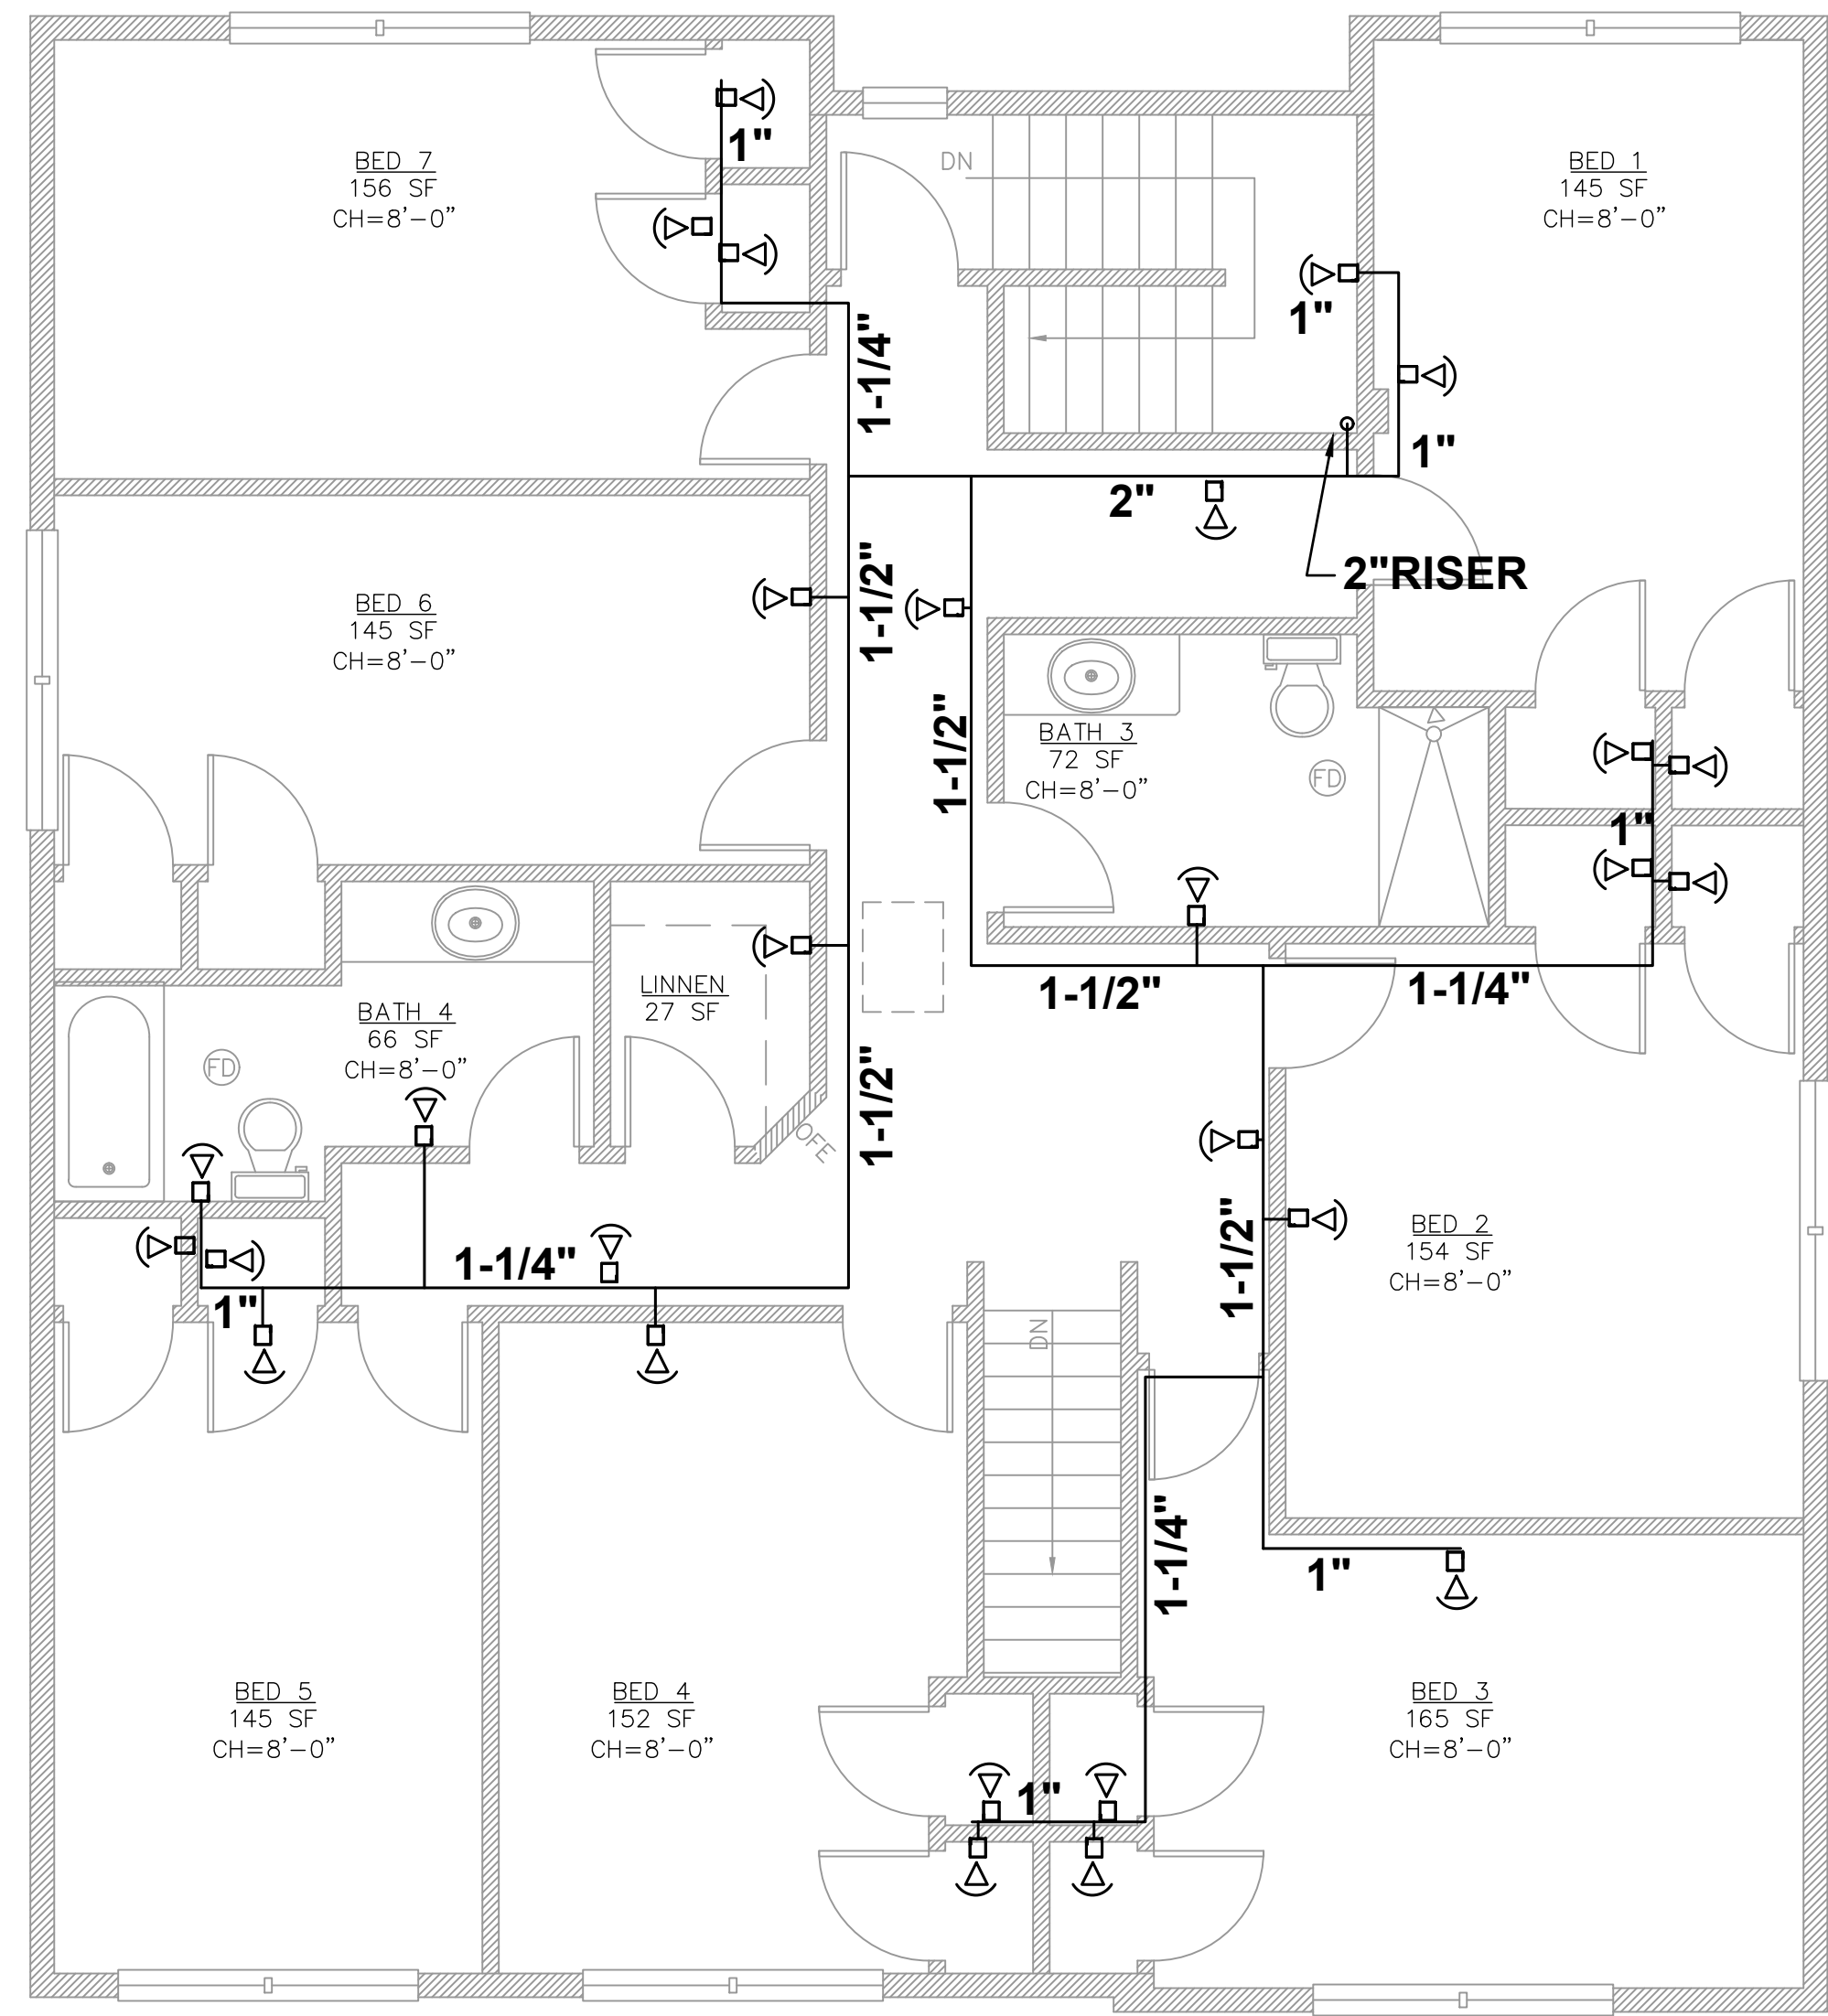 1"
DN
BED 7
156 SF
CH=8'-0"
BED 1
145 SF
CH=8'-0"
1"
1-1/4"
1"
2"
2"RISER
1-1/2"
BED 6
145 SF
CH=8'-0"
1-1/2"
BATH 3
72 SF
CH=8'-0"
FD
1"
LINNEN
27 SF
1-1/2"
1-1/4"
BATH 4
66 SF
CH=8'-0"
FD
1-1/2"
OFE
1-1/4"
1"
1-1/2"
BED 2
154 SF
CH=8'-0"
DN
1-1/4"
1"
BED 5
145 SF
CH=8'-0"
BED 4
152 SF
CH=8'-0"
BED 3
165 SF
CH=8'-0"
1"